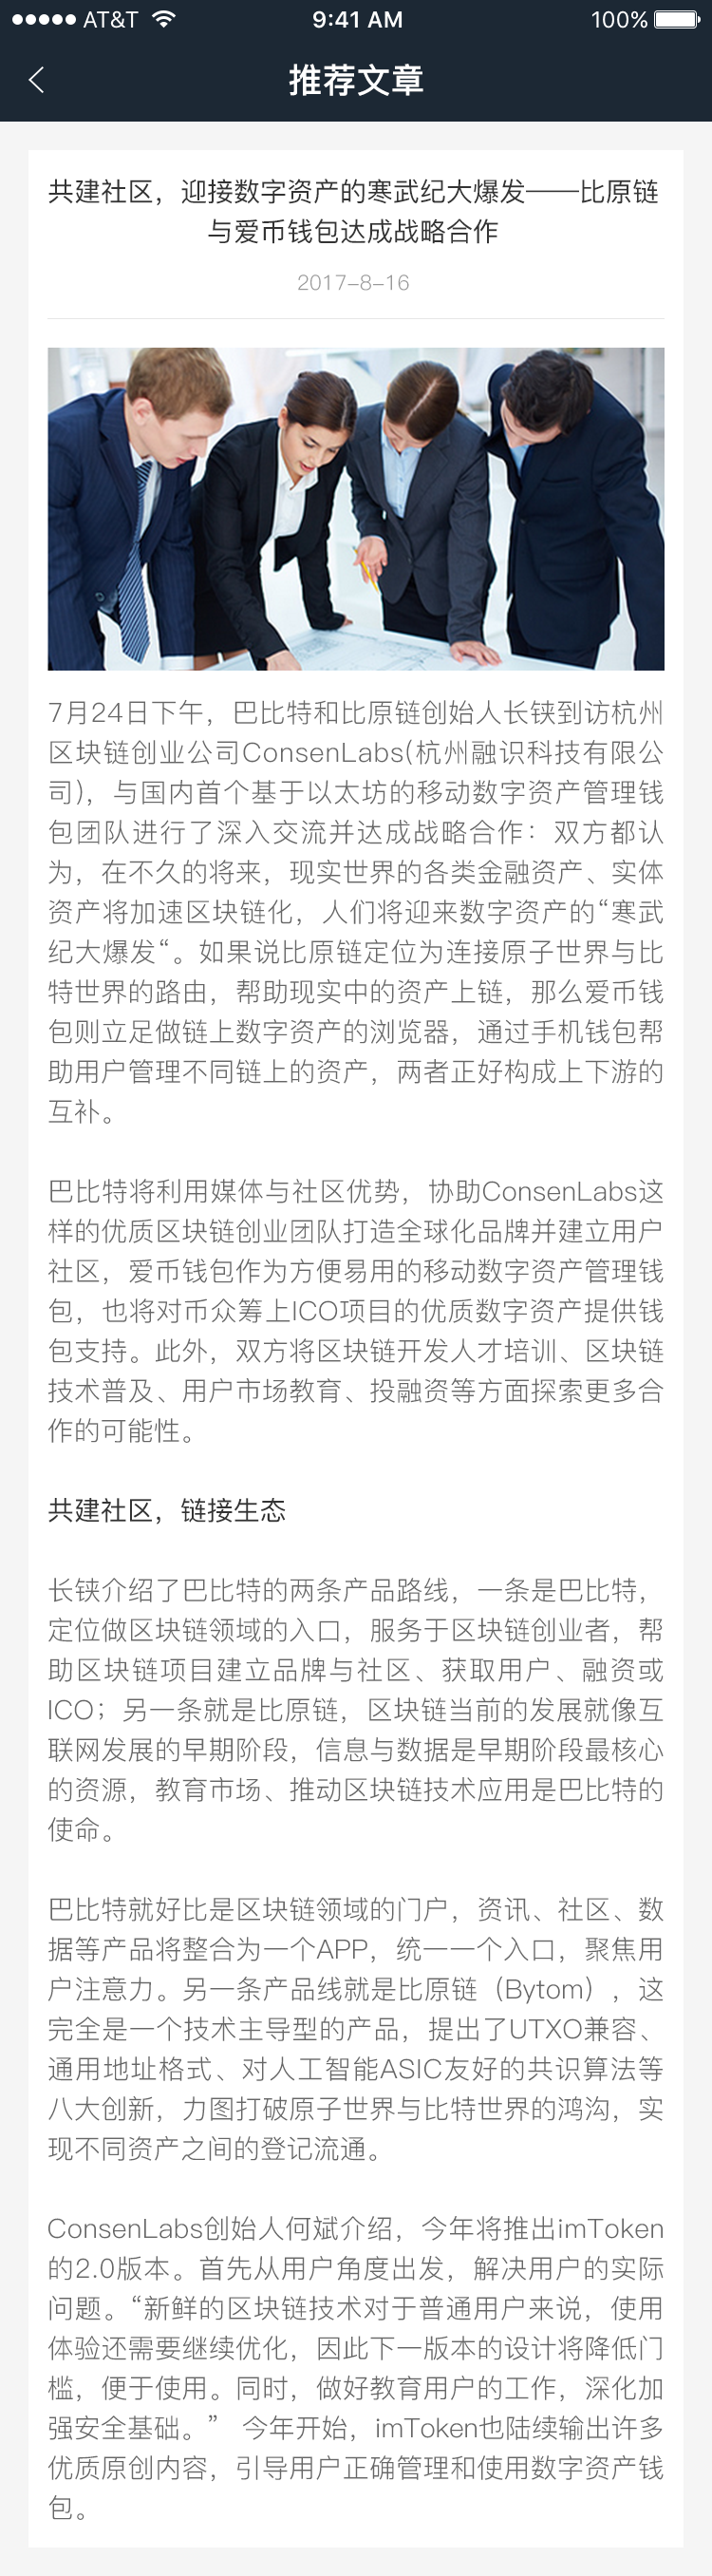 AT&T
9:41 AM
100%
推荐文章
共建社区，迎接数字资产的寒武纪大爆发——比原链
与爱币钱包达成战略合作
2017-8-16
7月24日下午，巴比特和比原链创始人长铗到访杭州
区块链创业公司ConsenLabs(杭州融识科技有限公
司)，与国内首个基于以太坊的移动数字资产管理钱
包团队进行了深入交流并达成战略合作：双方都认
为，在不久的将来，现实世界的各类金融资产、实体
资产将加速区块链化，人们将迎来数字资产的“寒武
纪大爆发“。如果说比原链定位为连接原子世界与比
特世界的路由，帮助现实中的资产上链，那么爱币钱
包则立足做链上数字资产的浏览器，通过手机钱包帮
助用户管理不同链上的资产，两者正好构成上下游的
互补。
巴比特将利用媒体与社区优势，协助ConsenLabs这
样的优质区块链创业团队打造全球化品牌并建立用户
社区，爱币钱包作为方便易用的移动数字资产管理钱
包，也将对币众筹上ICO项目的优质数字资产提供钱
包支持。此外，双方将区块链开发人才培训、区块链
技术普及、用户市场教育、投融资等方面探索更多合
作的可能性。
共建社区，链接生态
长铗介绍了巴比特的两条产品路线，一条是巴比特，
定位做区块链领域的入口，服务于区块链创业者，帮
助区块链项目建立品牌与社区、获取用户、融资或
ICO；另一条就是比原链，区块链当前的发展就像互
联网发展的早期阶段，信息与数据是早期阶段最核心
的资源，教育市场、推动区块链技术应用是巴比特的
使命。
巴比特就好比是区块链领域的门户，资讯、社区、数
据等产品将整合为一个APP，统一一个入口，聚焦用
户注意力。另一条产品线就是比原链（Bytom），这
完全是一个技术主导型的产品，提出了UTXO兼容、
通用地址格式、对人工智能ASIC友好的共识算法等
八大创新，力图打破原子世界与比特世界的鸿沟，实
现不同资产之间的登记流通。
ConsenLabs创始人何斌介绍，今年将推出imToken
的2.0版本。首先从用户角度出发，解决用户的实际
问题。“新鲜的区块链技术对于普通用户来说，使用
体验还需要继续优化，因此下一版本的设计将降低门
槛，便于使用。同时，做好教育用户的工作，深化加
强安全基础。” 今年开始，imToken也陆续输出许多
优质原创内容，引导用户正确管理和使用数字资产钱
包。